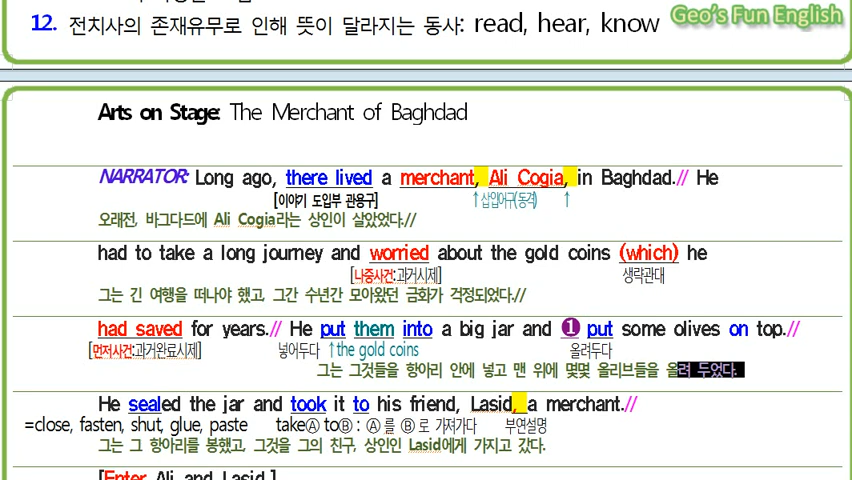 12. 전치사의 존재유무로 인해 뜻이 달라지는 동사: read, hear, know
Geo's Fun English
Arts on Stage: The Merchant of Baghdad
NARRATOR: Long ago, there lived a merchant, Ali Cogia, in Baghdad.// He
[이야기 도입부 관용구] ↑삽입어구(동격) ↑
오래전, 바그다드에 Ali Cogia라는 상인이 살았었다.//
had to take a long journey and worried about the gold coins (which) he
[나중사건:과거시제] 생략관대
그는 긴 여행을 떠나야 했고, 그간 수년간 모아왔던 금화가 걱정되었다.//
had saved for years.// He put them into a big jar and ❶ put some olives on top.//
[먼저사건:과거완료시제] 넣어두다 ↑the gold coins 올려두다
그는 그것들을 항아리 안에 넣고 맨 위에 몇몇 올리브들을 올려 두었다.
He sealed the jar and took it to his friend, Lasid, a merchant.//
=close, fasten, shut, glue, paste takeⒶ toⒷ : Ⓐ를 Ⓑ로 가져가다 부연설명
그는 그 항아리를 봉했고, 그것을 그의 친구, 상인인 Lasid에게 가지고 갔다.
[Enter Ali and Lasid.]